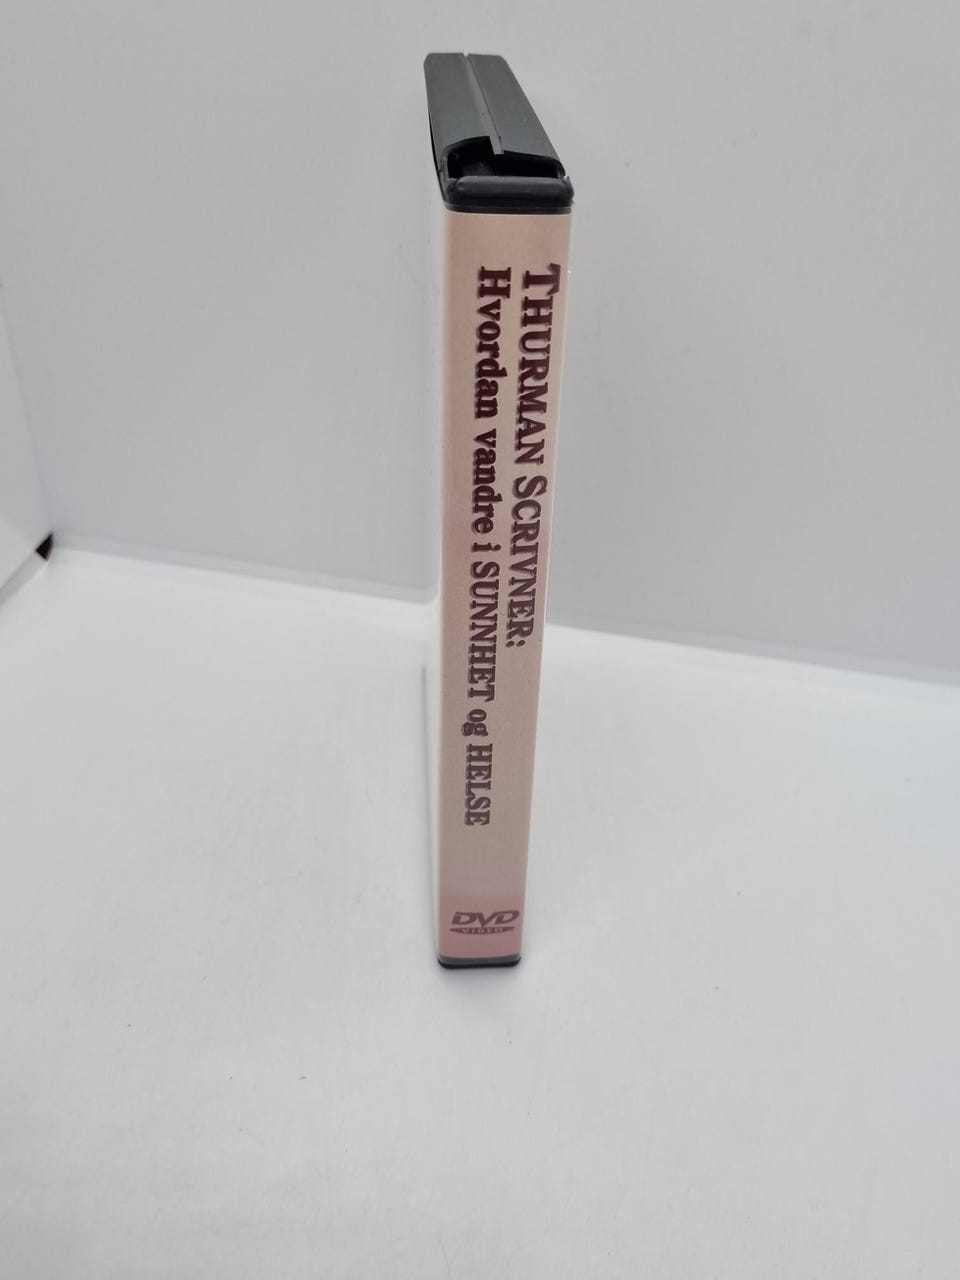 THURMAN SCRIVNER:
Hvordan vandre i SUNNHET og HELSE
DVD
VIDEO